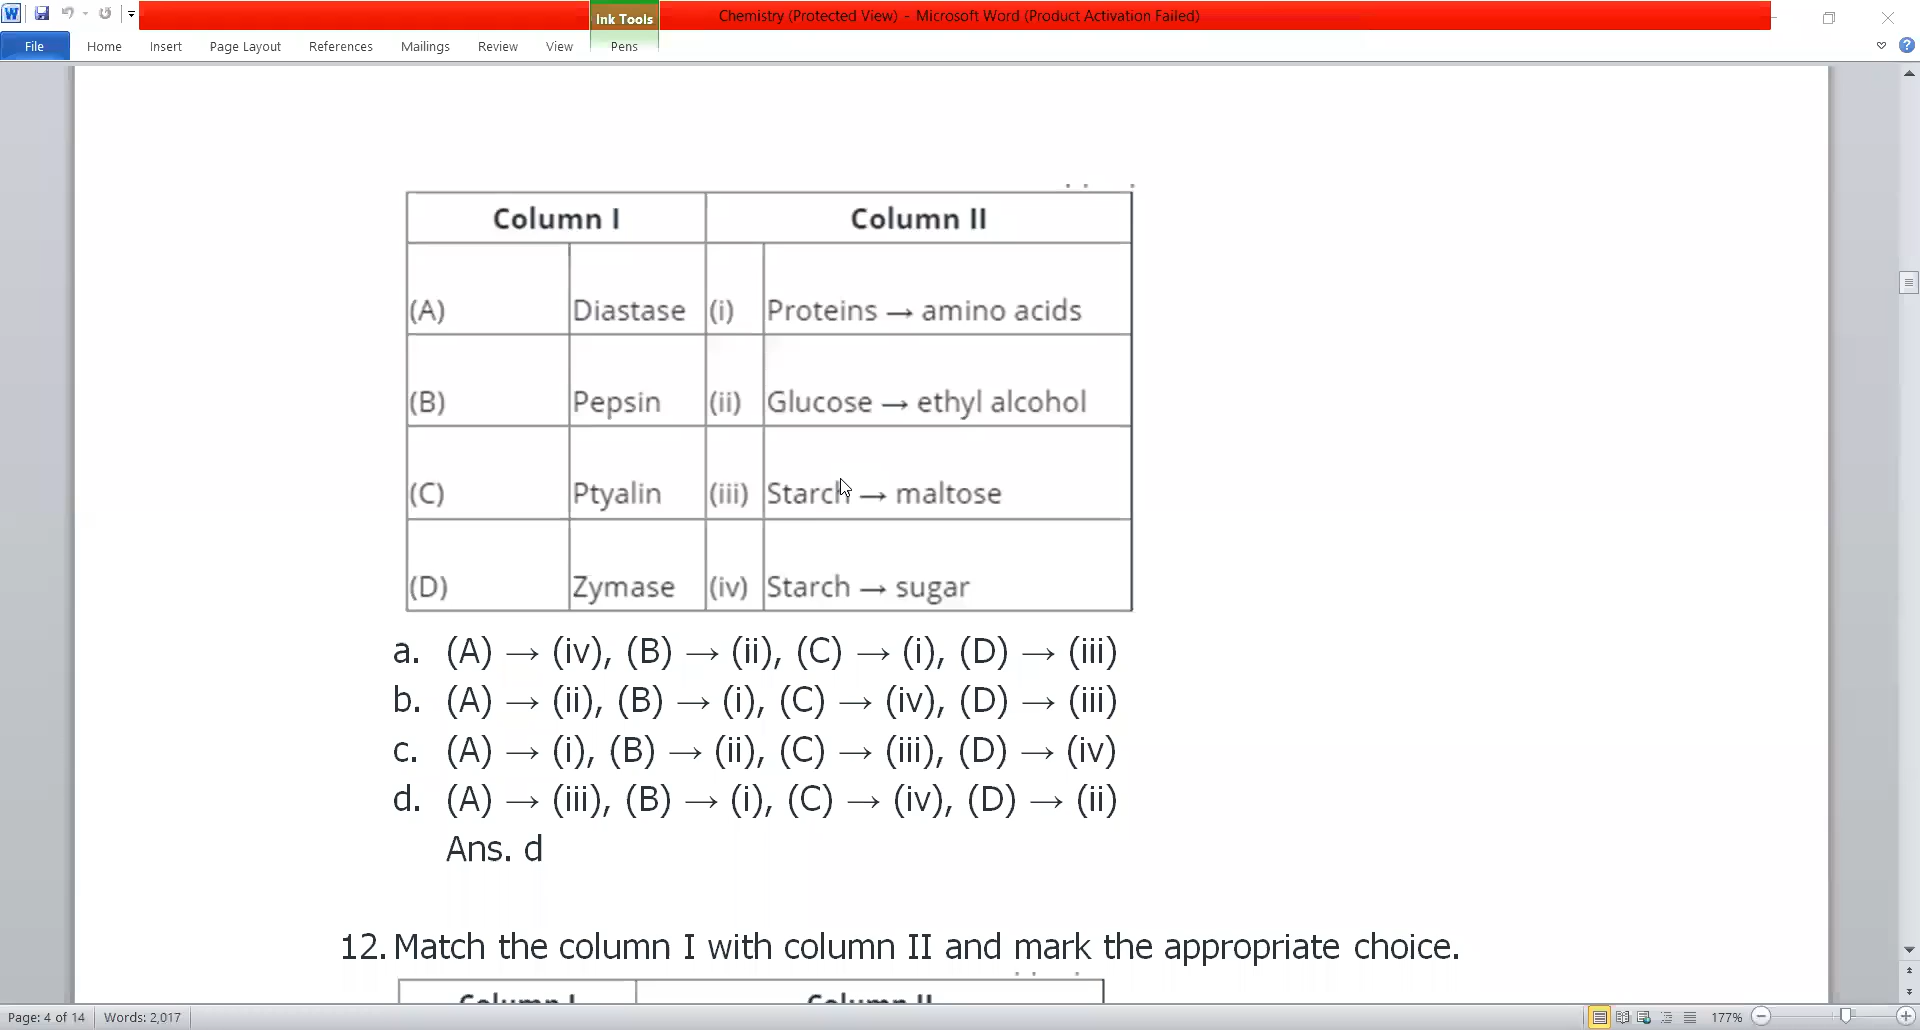 Ink Tools
Chemistry (Protected View) - Microsoft Word (Product Activation Failed)
File Home Insert Page Layout References Mailings Review View Pens
Column I Column II
(A) Diastase (i) Proteins → amino acids
(B) Pepsin (ii) Glucose → ethyl alcohol
(C) Ptyalin (iii) Starch → maltose
(D) Zymase (iv) Starch → sugar
a. (A) → (iv), (B) → (ii), (C) → (i), (D) → (iii)
b. (A) → (ii), (B) → (i), (C) → (iv), (D) → (iii)
c. (A) → (i), (B) → (ii), (C) → (iii), (D) → (iv)
d. (A) → (iii), (B) → (i), (C) → (iv), (D) → (ii)
Ans. d
12. Match the column I with column II and mark the appropriate choice.
Column I Column II
Page: 4 of 14 Words: 2,017 177%